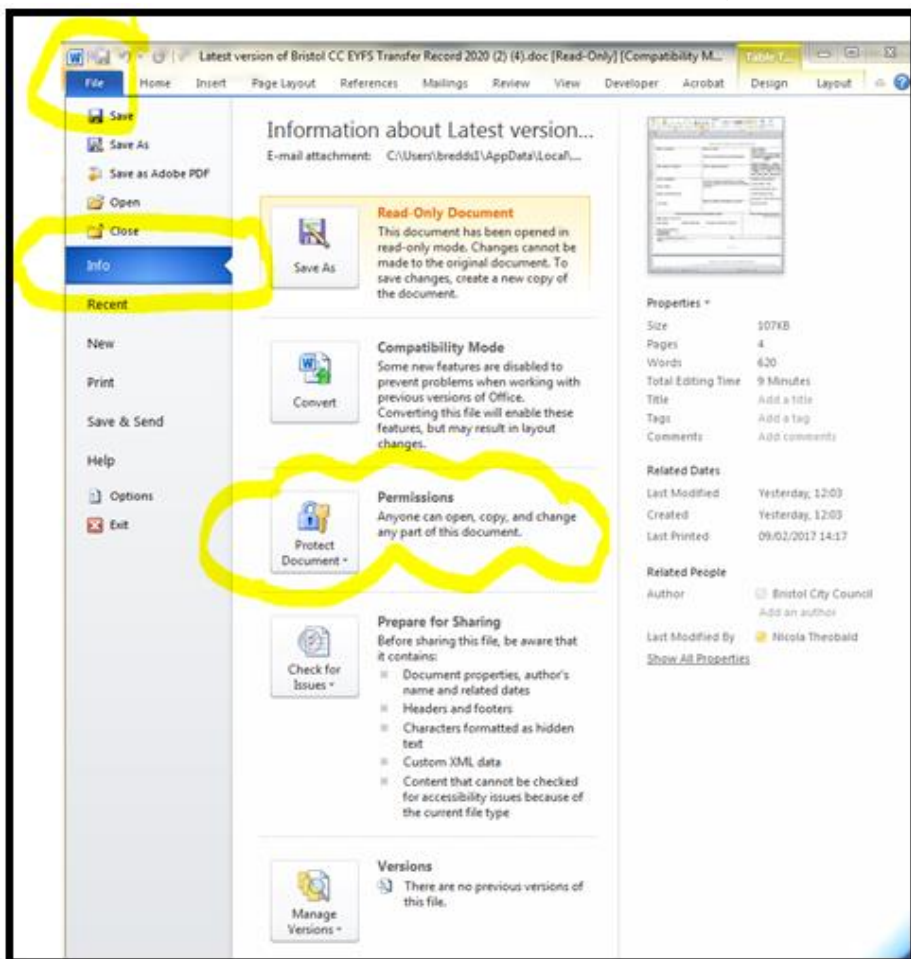 Latest version of Bristol CC EYFS Transfer Record 2020 (2) (4).doc [Read-Only] [Compatibility M...
File Home Insert Page Layout References Mailings Review View Developer Acrobat Design Layout
Save
Save As
Save as Adobe PDF
Open
Close
Info
Recent
New
Print
Save & Send
Help
Options
Exit
Information about Latest version...
E-mail attachment: C:\Users\bredds1\AppData\Local\...
Save As
Read-Only Document
This document has been opened in
read-only mode. Changes cannot be
made to the original document. To
save changes, create a new copy of
the document.
Convert
Compatibility Mode
Some new features are disabled to
prevent problems when working with
previous versions of Office.
Converting this file will enable these
features, but may result in layout
changes.
Protect
Document
Permissions
Anyone can open, copy, and change
any part of this document.
Check for
Issues
Prepare for Sharing
Before sharing this file, be aware that
it contains:
Document properties, author's
name and related dates
Headers and footers
Characters formatted as hidden
text
Custom XML data
Content that cannot be checked
for accessibility issues because of
the current file type
Manage
Versions
Versions
There are no previous versions of
this file.
Properties
Size 107KB
Pages 4
Words 620
Total Editing Time 9 Minutes
Title Add a title
Tags Add a tag
Comments Add comments
Related Dates
Last Modified Yesterday, 12:03
Created Yesterday, 12:03
Last Printed 09/02/2017 14:17
Related People
Author Bristol City Council
Add an author
Last Modified By Nicola Theobald
Show All Properties